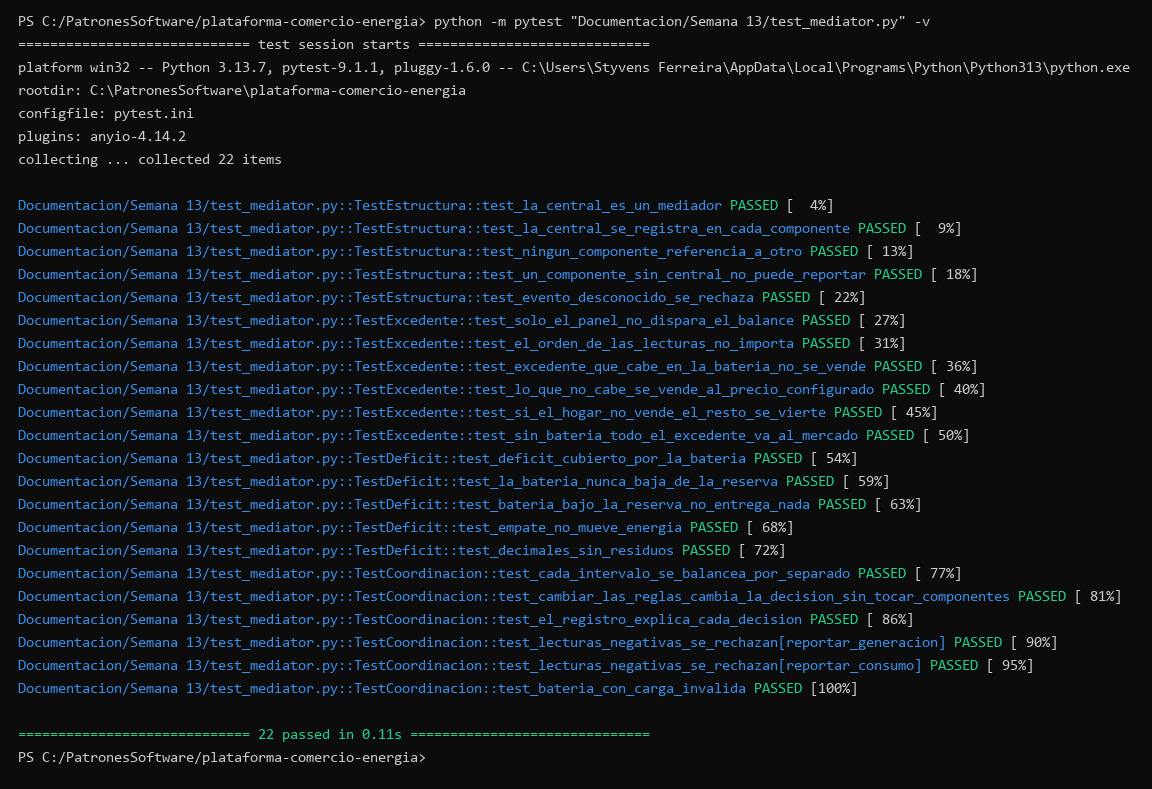 PS C:/PatronesSoftware/plataforma-comercio-energia> python -m pytest "Documentacion/Semana 13/test_mediator.py" -v
============================= test session starts =============================
platform win32 -- Python 3.13.7, pytest-9.1.1, pluggy-1.6.0 -- C:\Users\Styvens Ferreira\AppData\Local\Programs\Python\Python313\python.exe
rootdir: C:\PatronesSoftware\plataforma-comercio-energia
configfile: pytest.ini
plugins: anyio-4.14.2
collecting ... collected 22 items
Documentacion/Semana 13/test_mediator.py::TestEstructura::test_la_central_es_un_mediador PASSED [  4%]
Documentacion/Semana 13/test_mediator.py::TestEstructura::test_la_central_se_registra_en_cada_componente PASSED [  9%]
Documentacion/Semana 13/test_mediator.py::TestEstructura::test_ningun_componente_referencia_a_otro PASSED [ 13%]
Documentacion/Semana 13/test_mediator.py::TestEstructura::test_un_componente_sin_central_no_puede_reportar PASSED [ 18%]
Documentacion/Semana 13/test_mediator.py::TestEstructura::test_evento_desconocido_se_rechaza PASSED [ 22%]
Documentacion/Semana 13/test_mediator.py::TestExcedente::test_solo_el_panel_no_dispara_el_balance PASSED [ 27%]
Documentacion/Semana 13/test_mediator.py::TestExcedente::test_el_orden_de_las_lecturas_no_importa PASSED [ 31%]
Documentacion/Semana 13/test_mediator.py::TestExcedente::test_excedente_que_cabe_en_la_bateria_no_se_vende PASSED [ 36%]
Documentacion/Semana 13/test_mediator.py::TestExcedente::test_lo_que_no_cabe_se_vende_al_precio_configurado PASSED [ 40%]
Documentacion/Semana 13/test_mediator.py::TestExcedente::test_si_el_hogar_no_vende_el_resto_se_vierte PASSED [ 45%]
Documentacion/Semana 13/test_mediator.py::TestExcedente::test_sin_bateria_todo_el_excedente_va_al_mercado PASSED [ 50%]
Documentacion/Semana 13/test_mediator.py::TestDeficit::test_deficit_cubierto_por_la_bateria PASSED [ 54%]
Documentacion/Semana 13/test_mediator.py::TestDeficit::test_la_bateria_nunca_baja_de_la_reserva PASSED [ 59%]
Documentacion/Semana 13/test_mediator.py::TestDeficit::test_bateria_bajo_la_reserva_no_entrega_nada PASSED [ 63%]
Documentacion/Semana 13/test_mediator.py::TestDeficit::test_empate_no_mueve_energia PASSED [ 68%]
Documentacion/Semana 13/test_mediator.py::TestDeficit::test_decimales_sin_residuos PASSED [ 72%]
Documentacion/Semana 13/test_mediator.py::TestCoordinacion::test_cada_intervalo_se_balancea_por_separado PASSED [ 77%]
Documentacion/Semana 13/test_mediator.py::TestCoordinacion::test_cambiar_las_reglas_cambia_la_decision_sin_tocar_componentes PASSED [ 81%]
Documentacion/Semana 13/test_mediator.py::TestCoordinacion::test_el_registro_explica_cada_decision PASSED [ 86%]
Documentacion/Semana 13/test_mediator.py::TestCoordinacion::test_lecturas_negativas_se_rechazan[reportar_generacion] PASSED [ 90%]
Documentacion/Semana 13/test_mediator.py::TestCoordinacion::test_lecturas_negativas_se_rechazan[reportar_consumo] PASSED [ 95%]
Documentacion/Semana 13/test_mediator.py::TestCoordinacion::test_bateria_con_carga_invalida PASSED [100%]
============================= 22 passed in 0.11s ==============================
PS C:/PatronesSoftware/plataforma-comercio-energia>